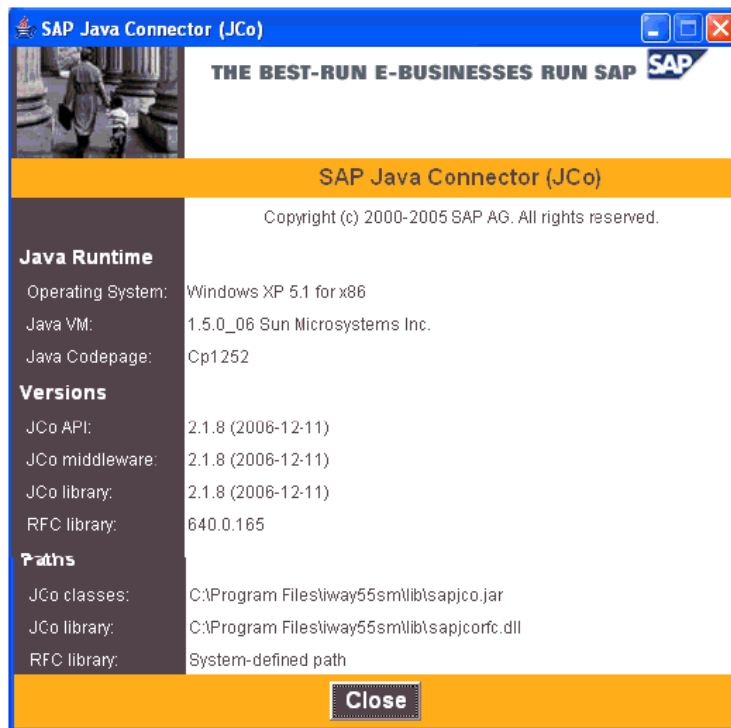 SAP Java Connector (JCo)
THE BEST-RUN E-BUSINESSES RUN SAP
SAP Java Connector (JCo)
Copyright (c) 2000-2005 SAP AG. All rights reserved.
Java Runtime
Operating System: Windows XP 5.1 for x86
Java VM: 1.5.0_06 Sun Microsystems Inc.
Java Codepage: Cp1252
Versions
JCo API: 2.1.8 (2006-12-11)
JCo middleware: 2.1.8 (2006-12-11)
JCo library: 2.1.8 (2006-12-11)
RFC library: 640.0.165
Paths
JCo classes: C:\Program Files\iway55sm\lib\sapjco.jar
JCo library: C:\Program Files\iway55sm\lib\sapjcorfc.dll
RFC library: System-defined path
Close